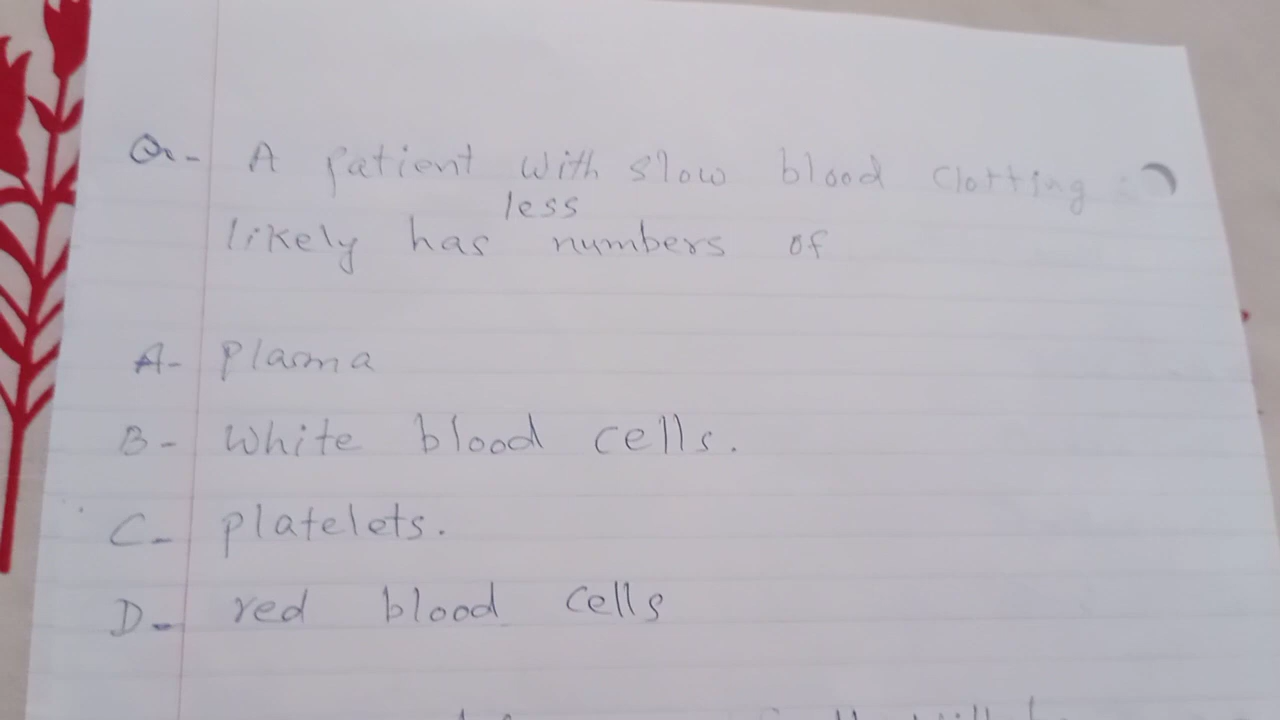 Q- A patient with slow blood clotting
less
likely has numbers of
A- Plasma
B- White blood cells.
C- platelets.
D- red blood cells